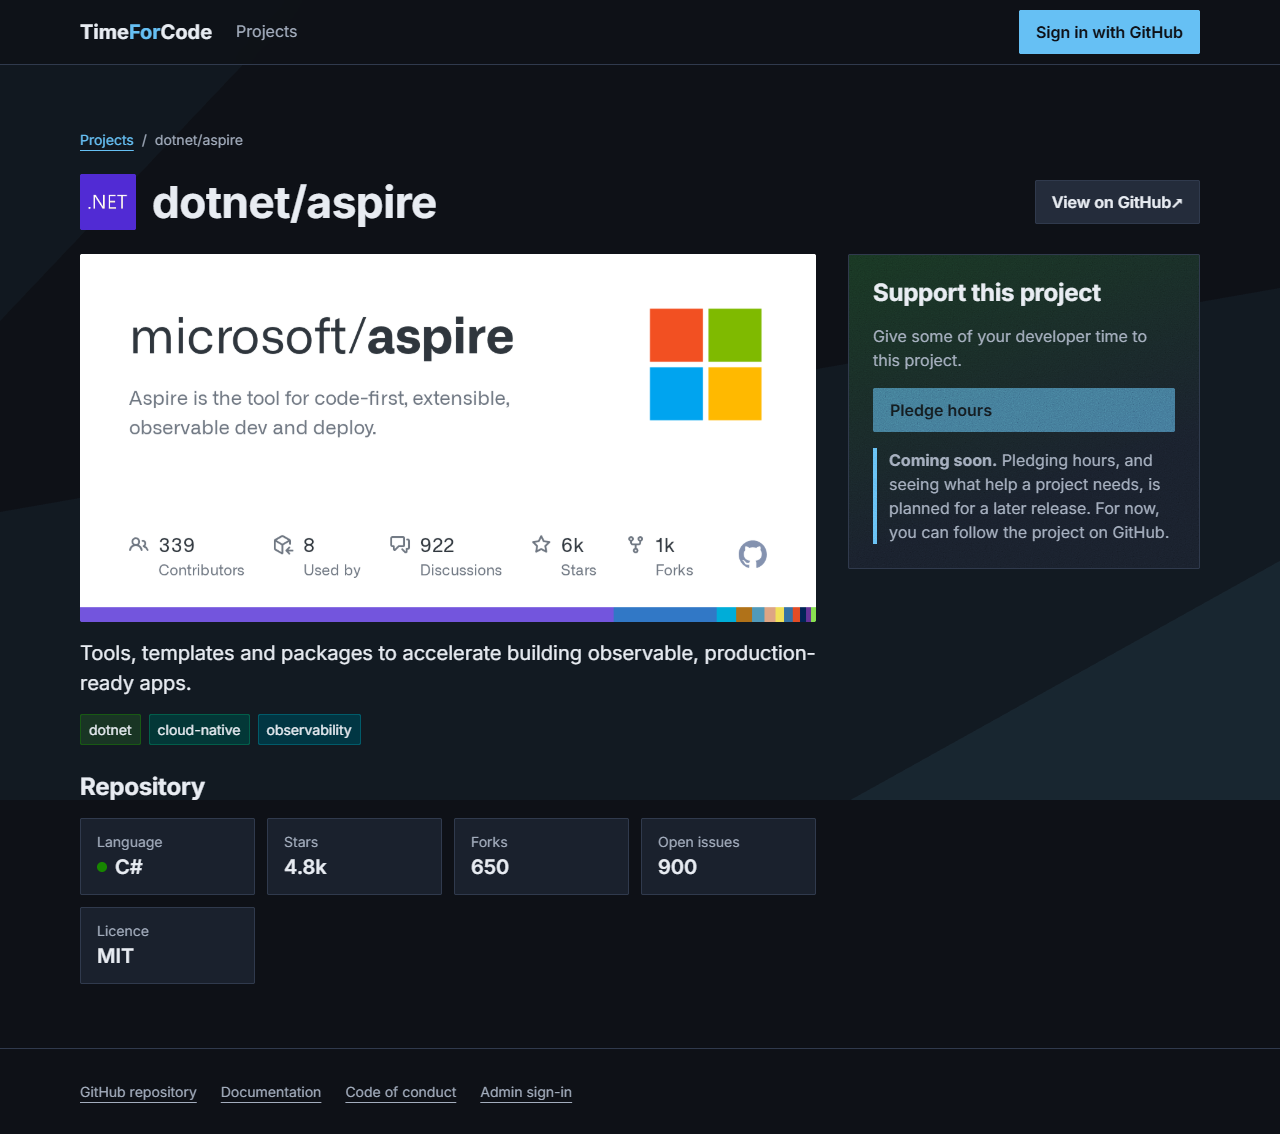 TimeForCode
Projects
Sign in with GitHub
Projects / dotnet/aspire
.NET
dotnet/aspire
View on GitHub↗
microsoft/aspire
Aspire is the tool for code-first, extensible,
observable dev and deploy.
339
Contributors
8
Used by
922
Discussions
6k
Stars
1k
Forks
Tools, templates and packages to accelerate building observable, production-
ready apps.
dotnet
cloud-native
observability
Repository
Language
C#
Stars
4.8k
Forks
650
Open issues
900
Licence
MIT
Support this project
Give some of your developer time to
this project.
Pledge hours
Coming soon. Pledging hours, and
seeing what help a project needs, is
planned for a later release. For now,
you can follow the project on GitHub.
GitHub repository
Documentation
Code of conduct
Admin sign-in